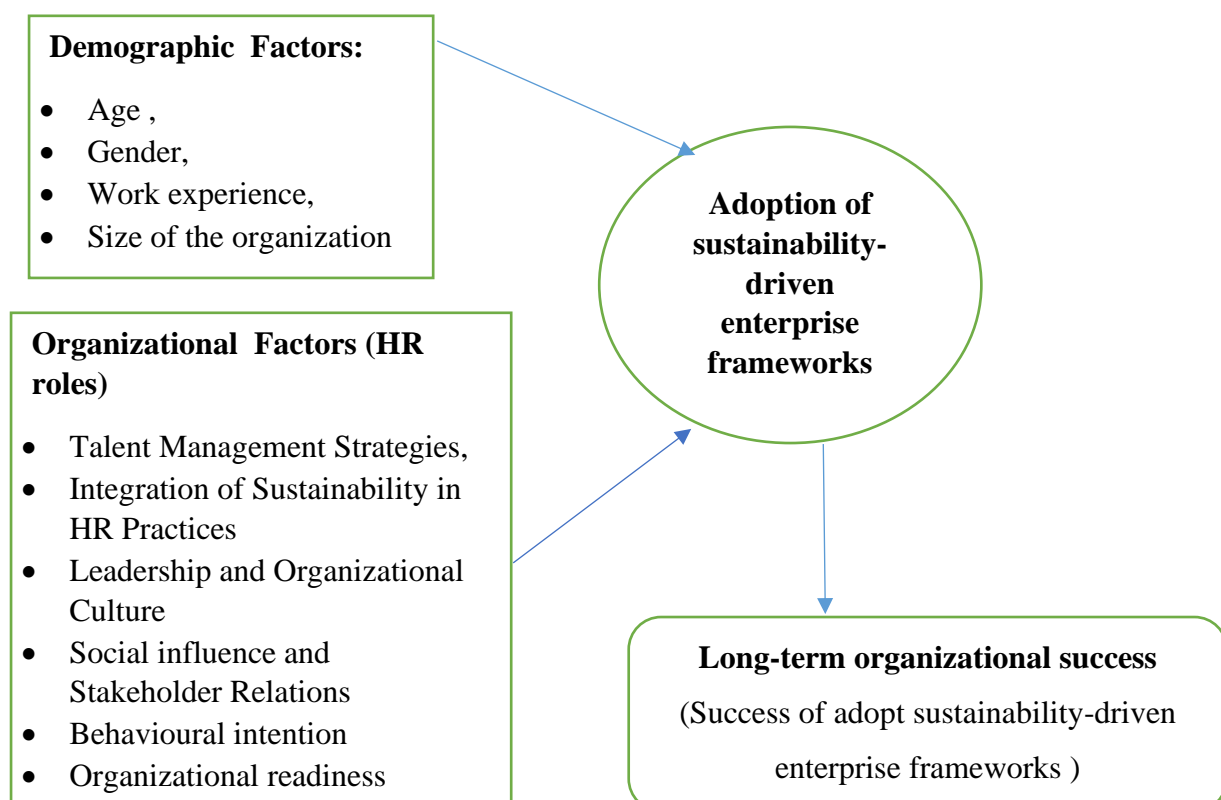 Demographic  Factors:
• Age ,
• Gender,
• Work experience,
• Size of the organization
Organizational  Factors (HR
roles)
• Talent Management Strategies,
• Integration of Sustainability in
HR Practices
• Leadership and Organizational
Culture
• Social influence and
Stakeholder Relations
• Behavioural intention
• Organizational readiness
Adoption of
sustainability-
driven
enterprise
frameworks
Long-term organizational success
(Success of adopt sustainability-driven
enterprise frameworks )